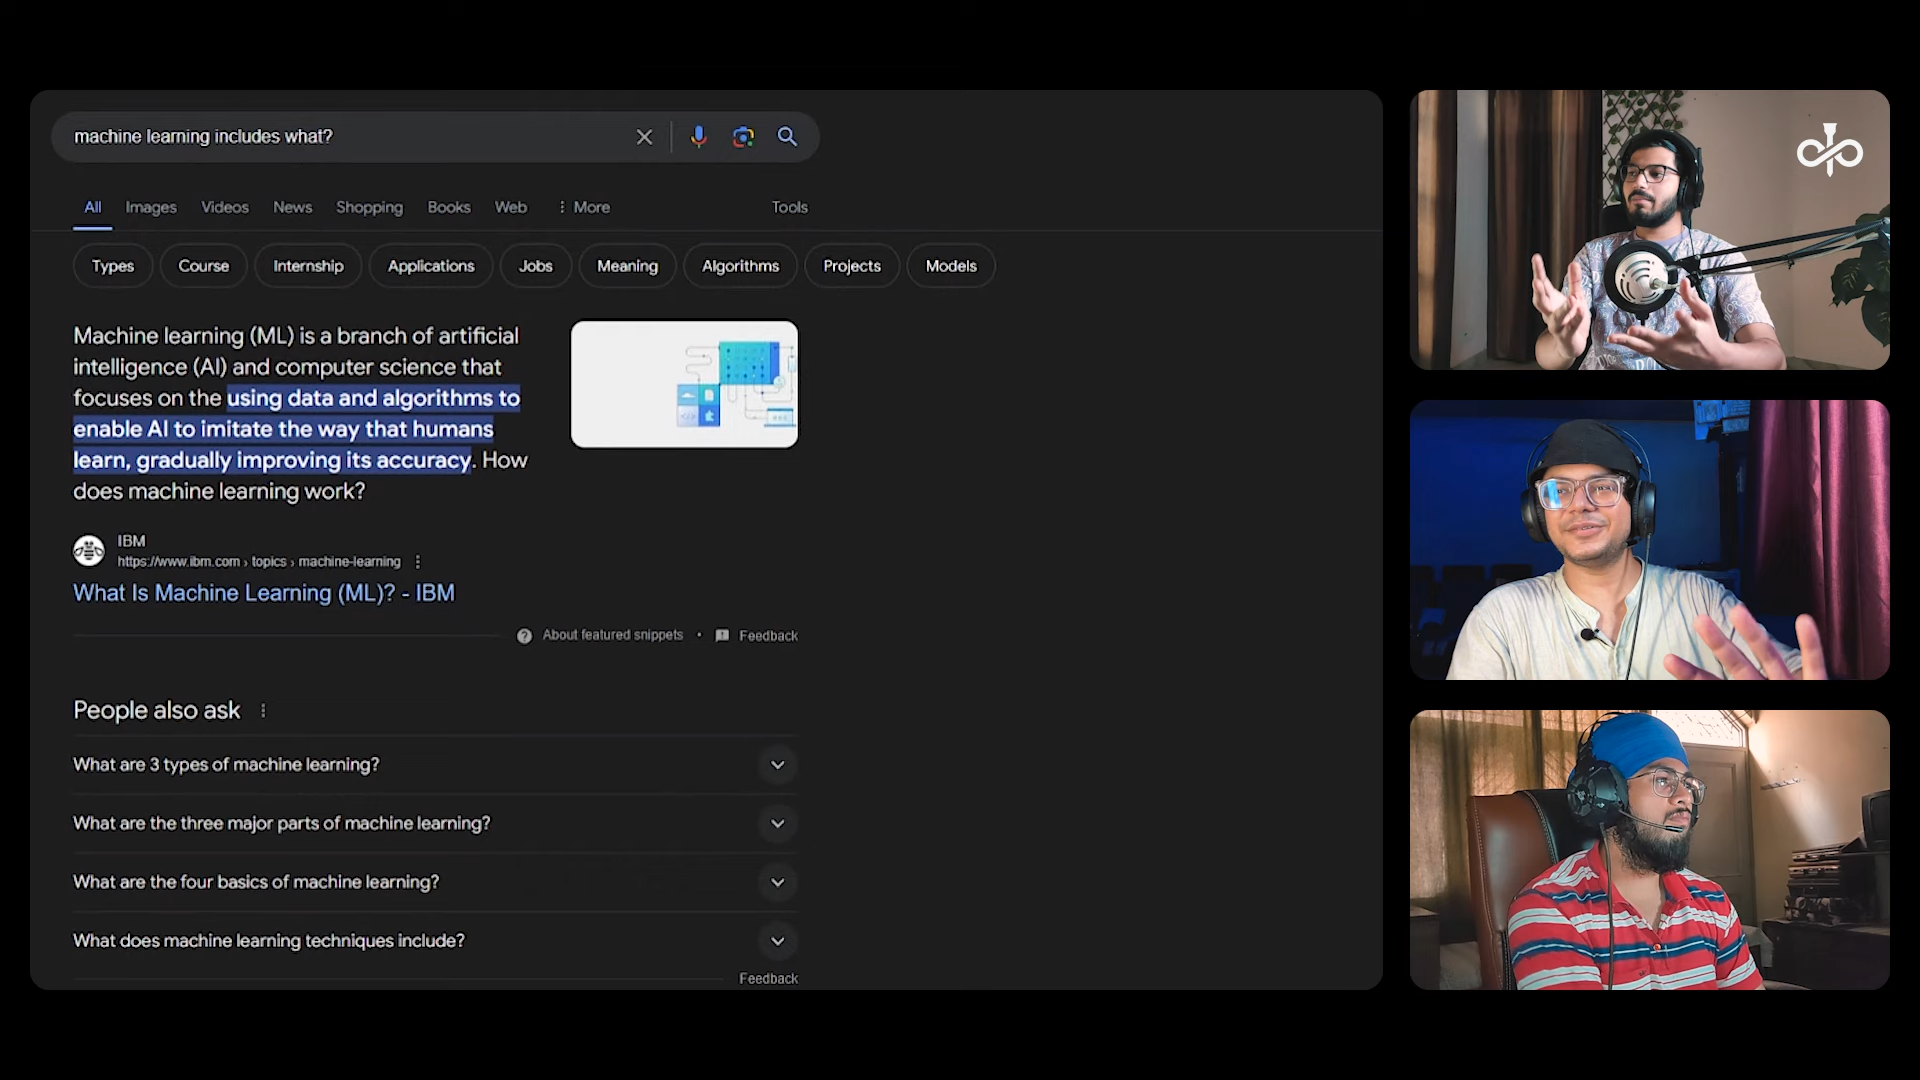 machine learning includes what?
All Images Videos News Shopping Books Web More Tools
Types Course Internship Applications Jobs Meaning Algorithms Projects Models
Machine learning (ML) is a branch of artificial
intelligence (AI) and computer science that
focuses on the using data and algorithms to
enable AI to imitate the way that humans
learn, gradually improving its accuracy. How
does machine learning work?
IBM
https://www.ibm.com › topics › machine-learning
What Is Machine Learning (ML)? - IBM
About featured snippets • Feedback
People also ask
What are 3 types of machine learning?
What are the three major parts of machine learning?
What are the four basics of machine learning?
What does machine learning techniques include?
Feedback